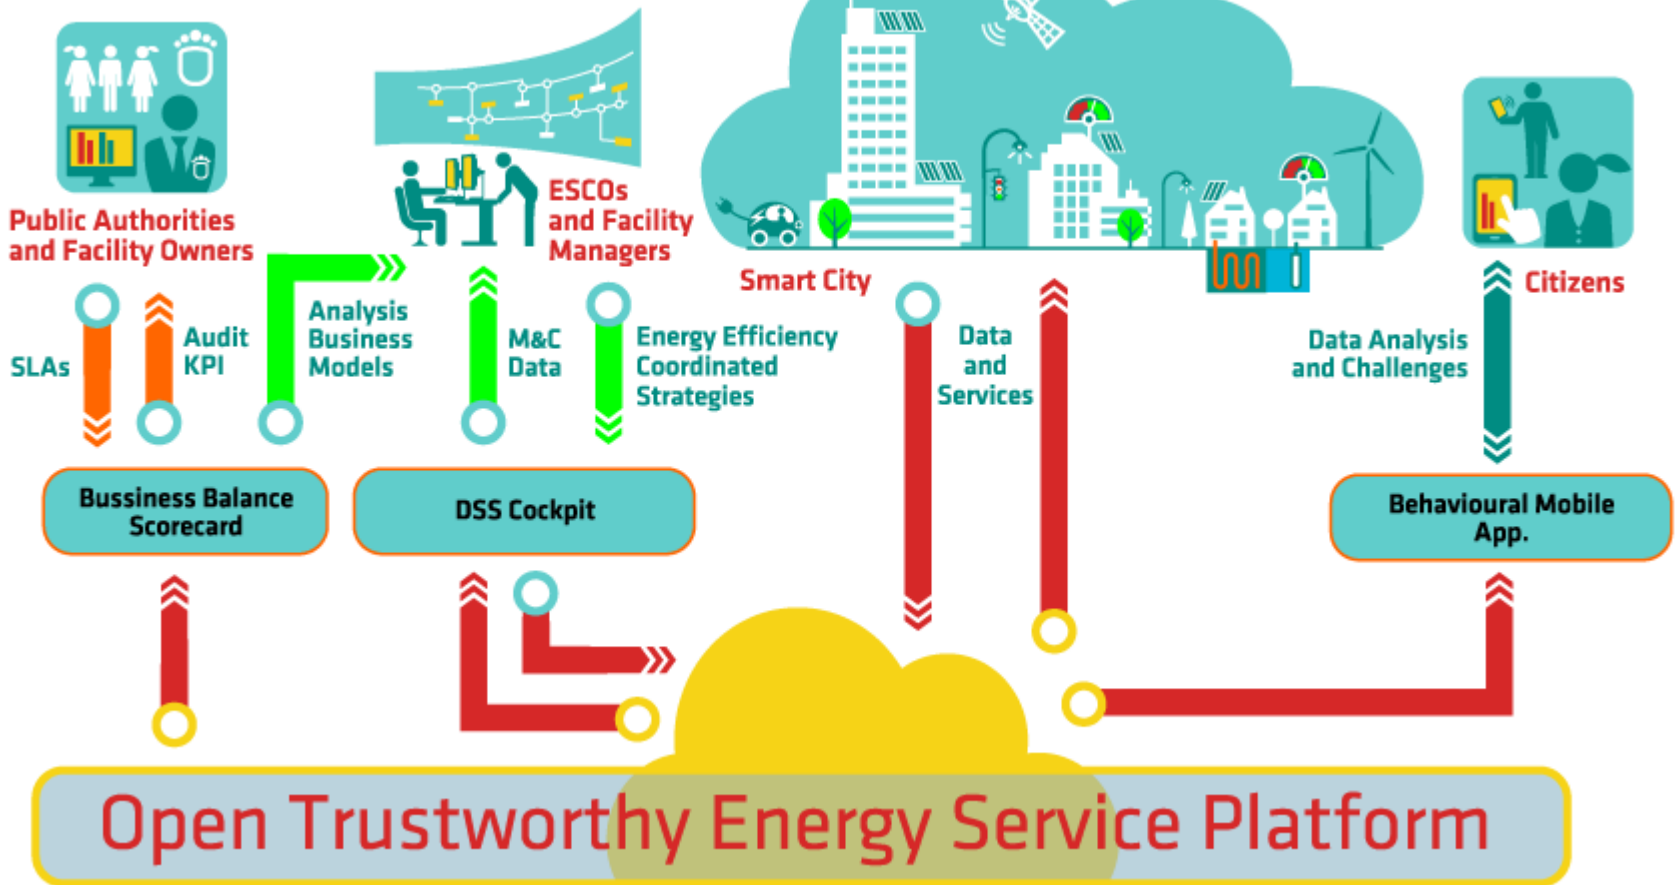 Public Authorities
and Facility Owners
ESCOs
and Facility
Managers
Smart City
Citizens
SLAs
Audit
KPI
Analysis
Business
Models
M&C
Data
Energy Efficiency
Coordinated
Strategies
Data
and
Services
Data Analysis
and Challenges
Bussiness Balance
Scorecard
DSS Cockpit
Behavioural Mobile
App.
Open Trustworthy Energy Service Platform